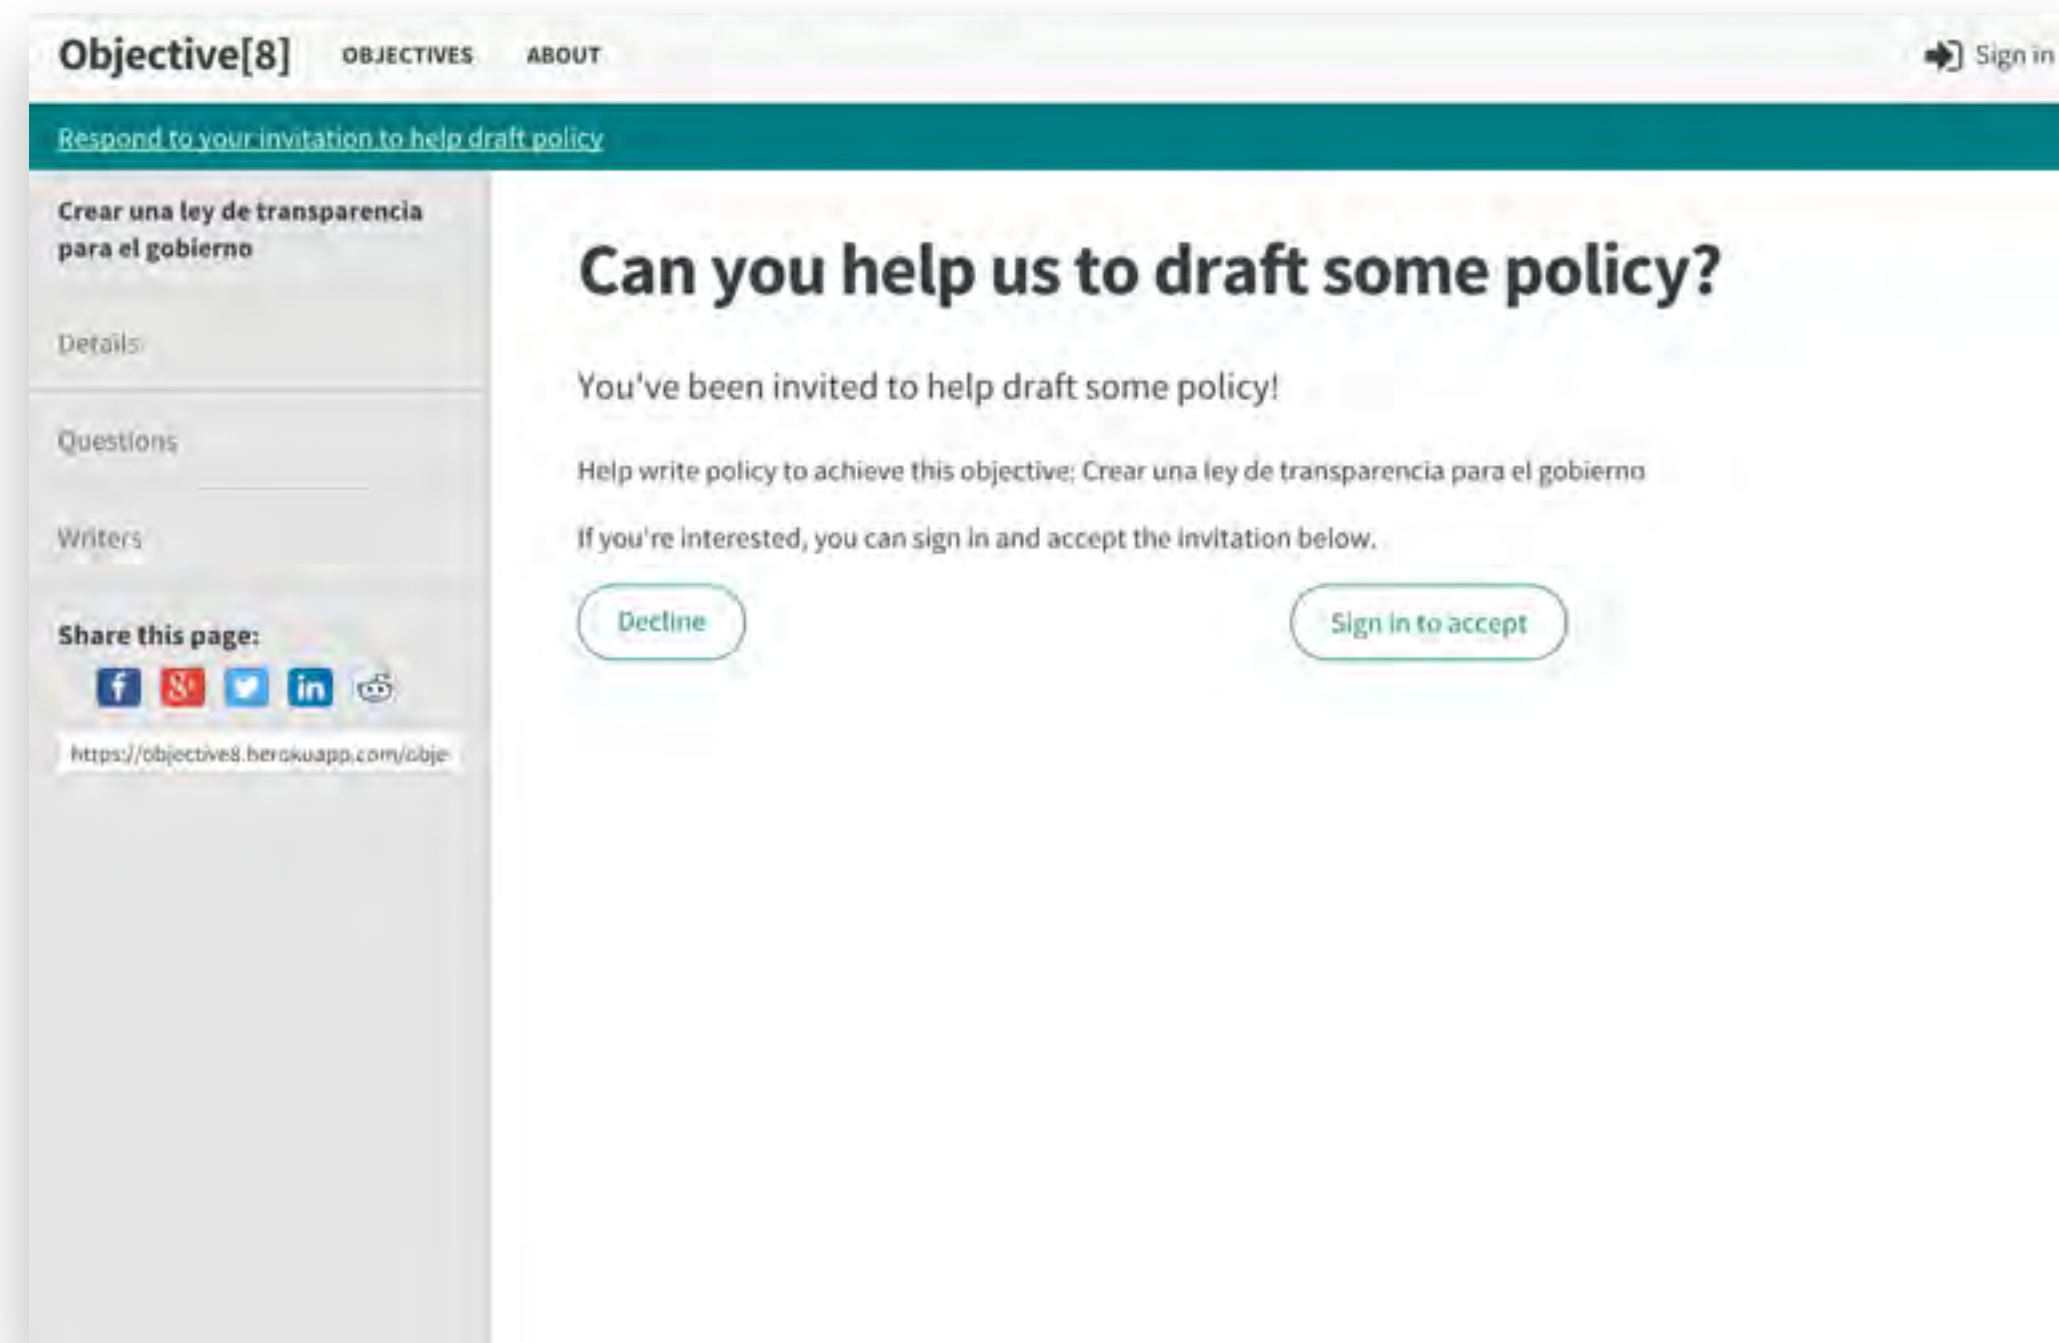 Objective[8]
OBJECTIVES
ABOUT
Sign in
Respond to your invitation to help draft policy
Crear una ley de transparencia
para el gobierno
Details
Questions
Writers
Share this page:
https://objective8.herokuapp.com/obje
Can you help us to draft some policy?
You've been invited to help draft some policy!
Help write policy to achieve this objective: Crear una ley de transparencia para el gobierno
If you're interested, you can sign in and accept the invitation below.
Decline
Sign in to accept